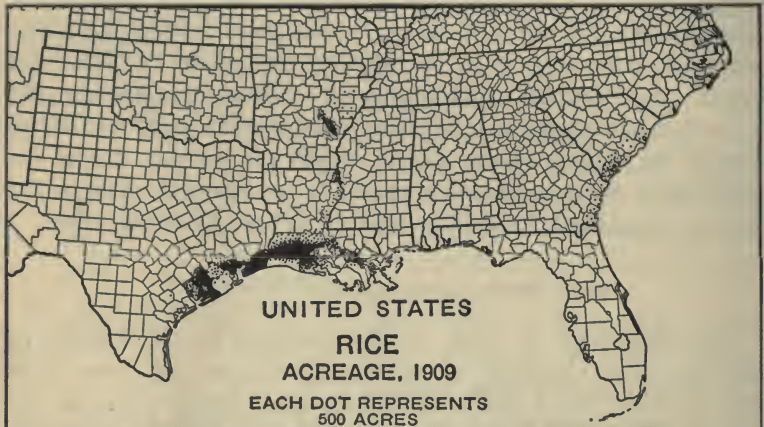 UNITED STATES
RICE
ACREAGE, 1909
EACH DOT REPRESENTS
500 ACRES